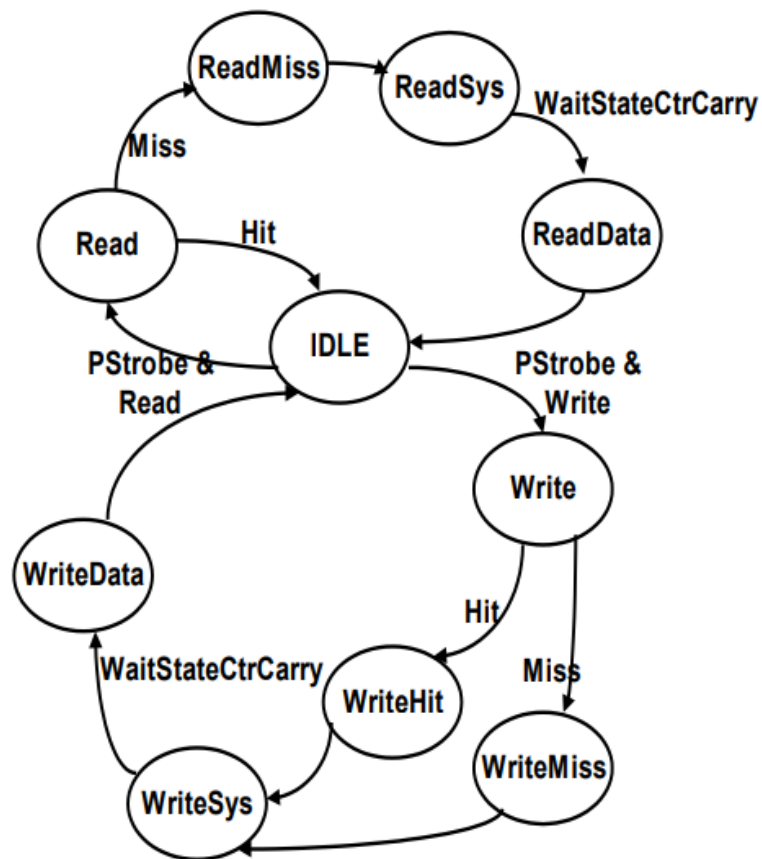 ReadMiss
ReadSys
WaitStateCtrCarry
Miss
Read
Hit
ReadData
IDLE
PStrobe &
Read
PStrobe &
Write
Write
WriteData
Hit
WaitStateCtrCarry
Miss
WriteHit
WriteMiss
WriteSys